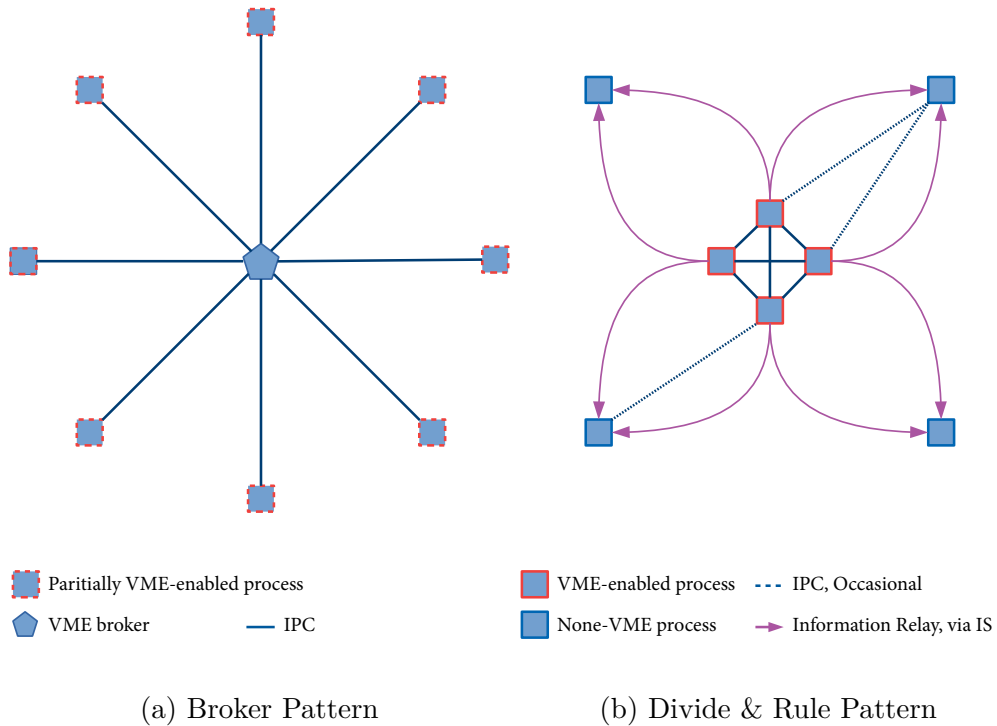 Paritially VME-enabled process
VME broker
IPC
VME-enabled process
IPC, Occasional
None-VME process
Information Relay, via IS
(a) Broker Pattern
(b) Divide & Rule Pattern